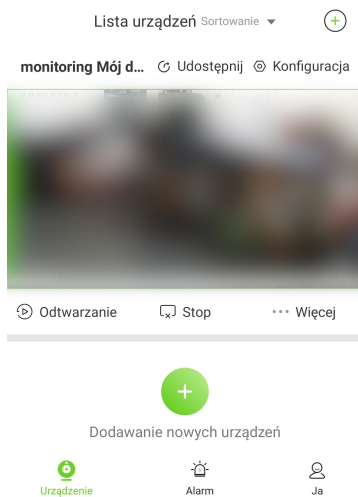 Lista urządzeń Sortowanie
monitoring Mój d... Udostępnij Konfiguracja
Odtwarzanie Stop Więcej
Dodawanie nowych urządzeń
Urządzenie Alarm Ja